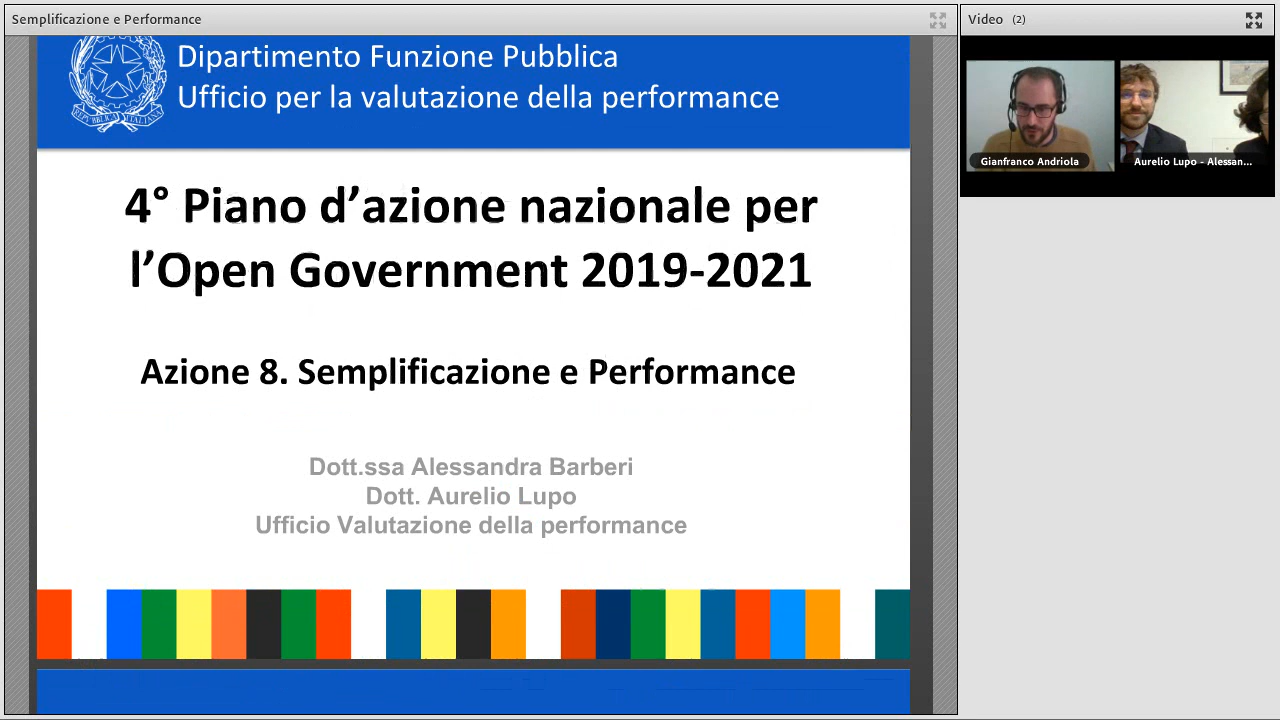 Semplificazione e Performance
Video (2)
Dipartimento Funzione Pubblica
Ufficio per la valutazione della performance
REPVBBLICA ITALIANA
4° Piano d’azione nazionale per
l’Open Government 2019-2021
Azione 8. Semplificazione e Performance
Dott.ssa Alessandra Barberi
Dott. Aurelio Lupo
Ufficio Valutazione della performance
Gianfranco Andriola
Aurelio Lupo - Alessan...